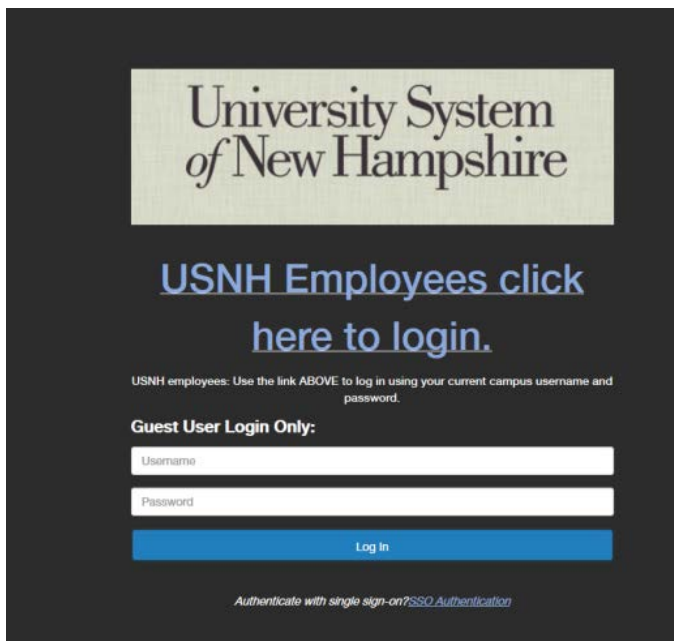 University System
of New Hampshire
USNH Employees click
here to login.
USNH employees: Use the link ABOVE to log in using your current campus username and
password.
Guest User Login Only:
Username
Password
Log In
Authenticate with single sign-on?SSO Authentication